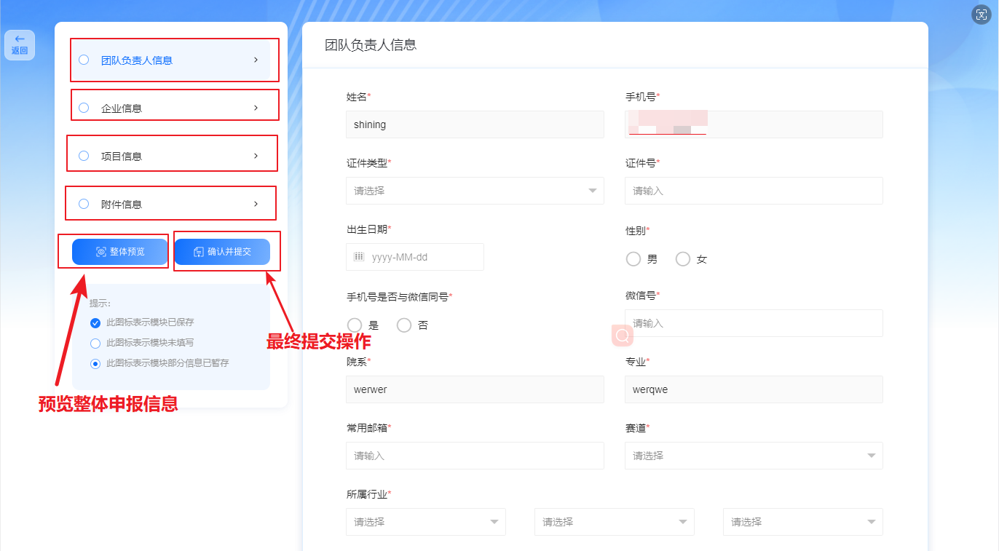 返回
团队负责人信息
企业信息
项目信息
附件信息
整体预览
确认并提交
提示:
此图标表示模块已保存
此图标表示模块未填写
此图标表示模块部分信息已暂存
预览整体申报信息
最终提交操作
团队负责人信息
姓名*
手机号*
shining
证件类型*
证件号*
请选择
请输入
出生日期*
性别*
yyyy-MM-dd
男
女
手机号是否与微信同号*
微信号*
是
否
请输入
院系*
专业*
werwer
werqwe
常用邮箱*
赛道*
请输入
请选择
所属行业*
请选择
请选择
请选择